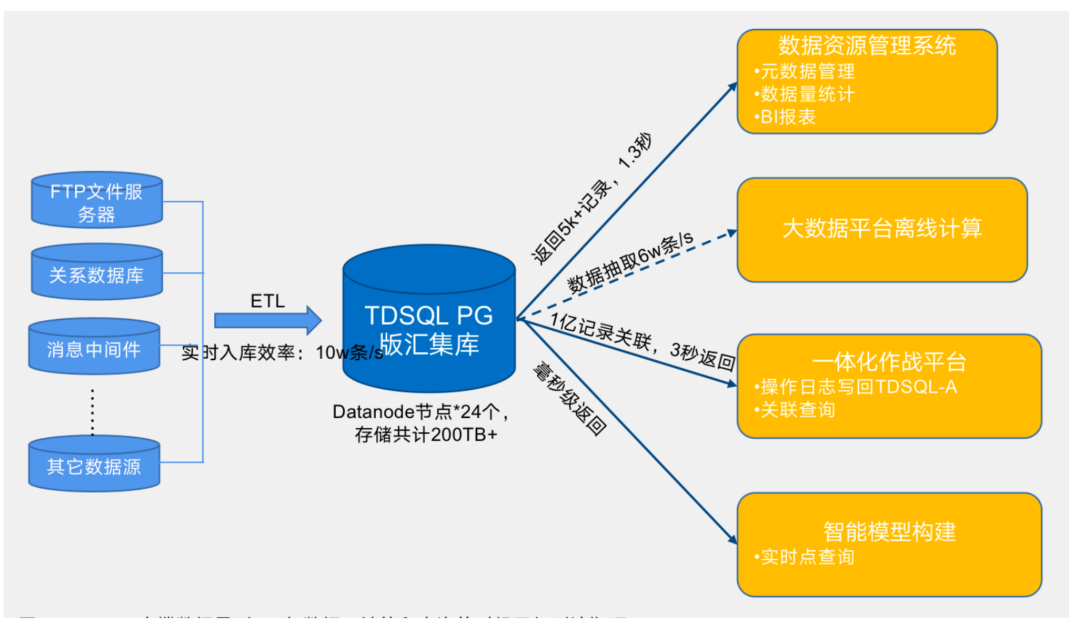 FTP文件服
务器
关系数据库
消息中间件
其它数据源
ETL
实时入库效率：10w条/s
TDSQL PG
版汇集库
Datanode节点*24个，
存储共计200TB+
返回5k+记录，1.3秒
数据抽取6w条/s
1亿记录关联，3秒返回
毫秒级返回
数据资源管理系统
•元数据管理
•数据量统计
•BI报表
大数据平台离线计算
一体化作战平台
•操作日志写回TDSQL-A
•关联查询
智能模型构建
•实时点查询